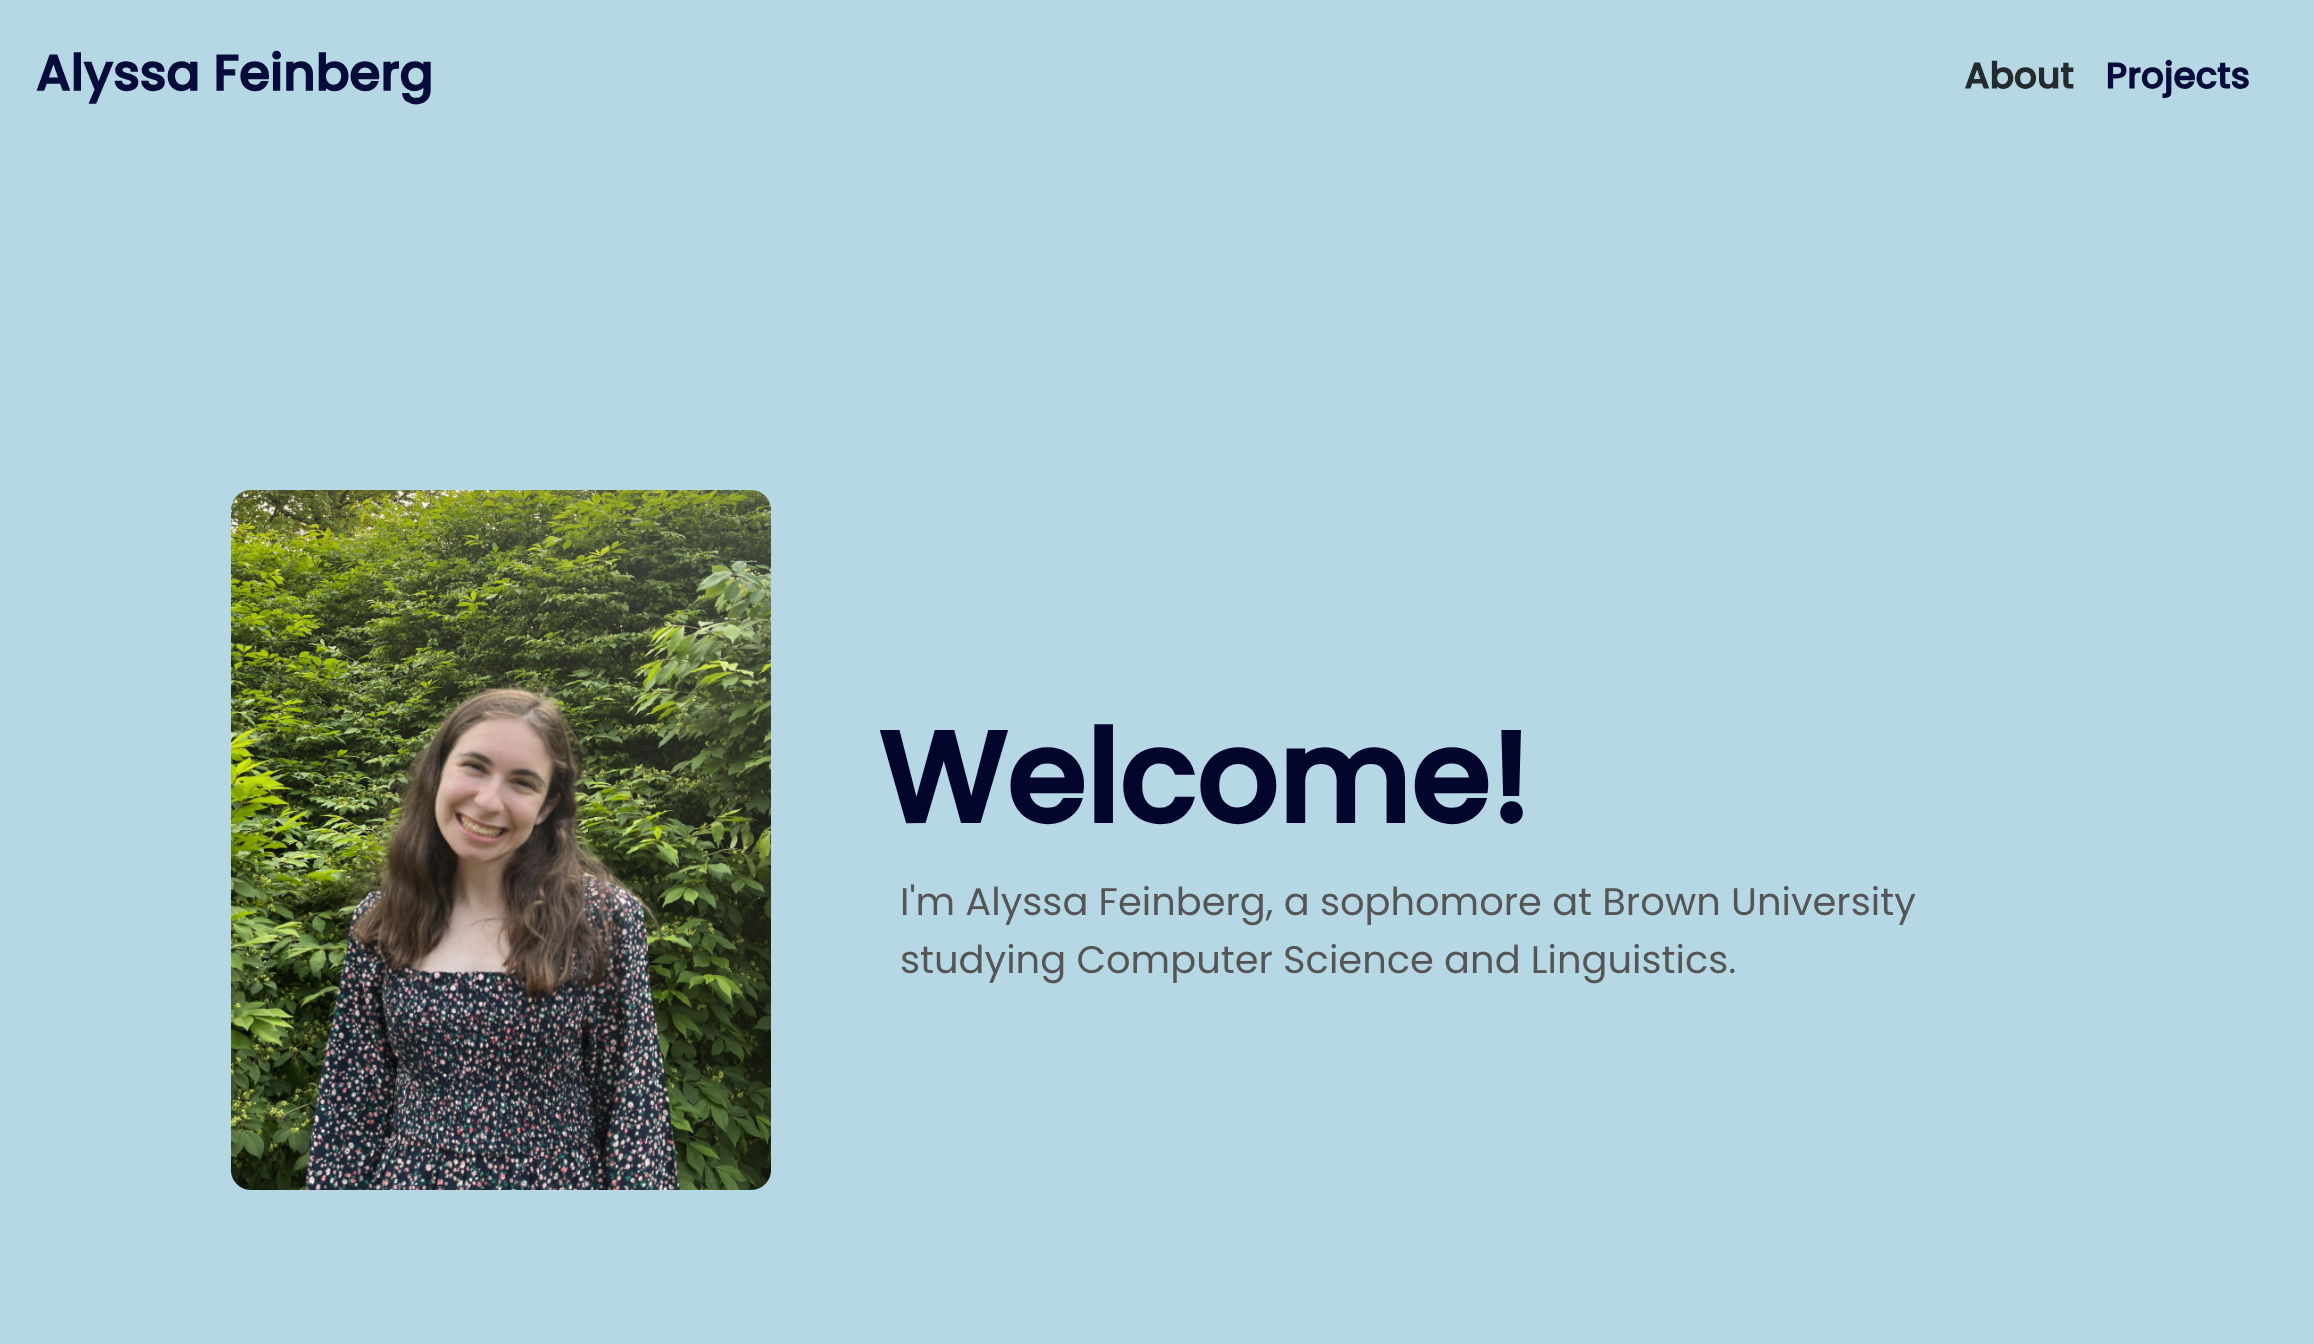 Alyssa Feinberg
About Projects
Welcome!
I'm Alyssa Feinberg, a sophomore at Brown University
studying Computer Science and Linguistics.